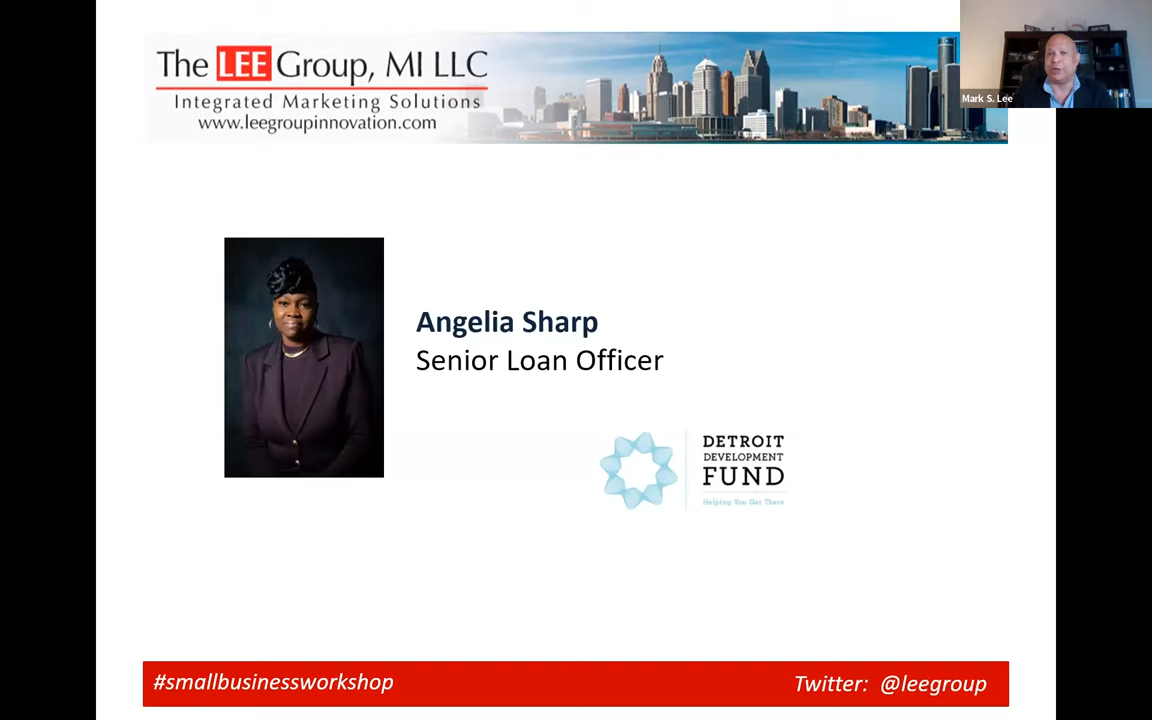 The LEE Group, MI LLC
Integrated Marketing Solutions
www.leegroupinnovation.com
Mark S. Lee
Angelia Sharp
Senior Loan Officer
DETROIT
DEVELOPMENT
FUND
Helping You Get There
#smallbusinessworkshop
Twitter: @leegroup